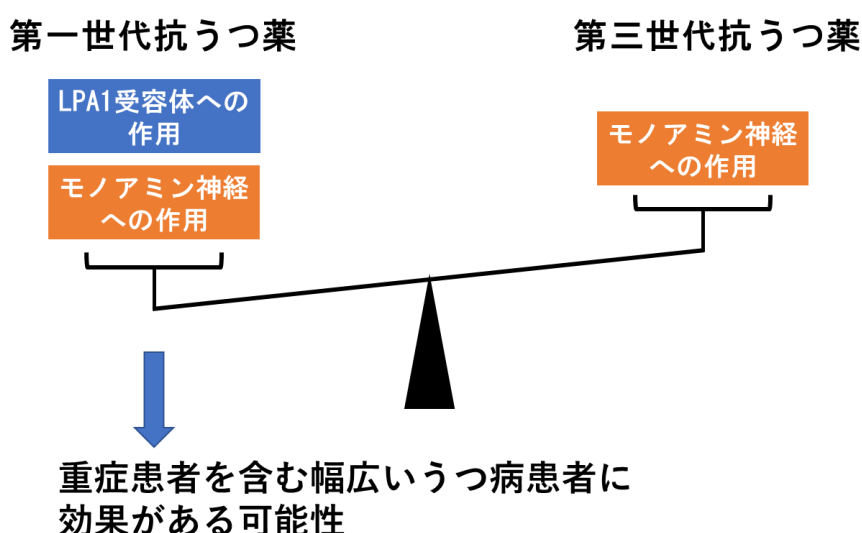 第一世代抗うつ薬
第三世代抗うつ薬
LPA1受容体への
作用
モノアミン神経
への作用
モノアミン神経
への作用
重症患者を含む幅広いうつ病患者に
効果がある可能性